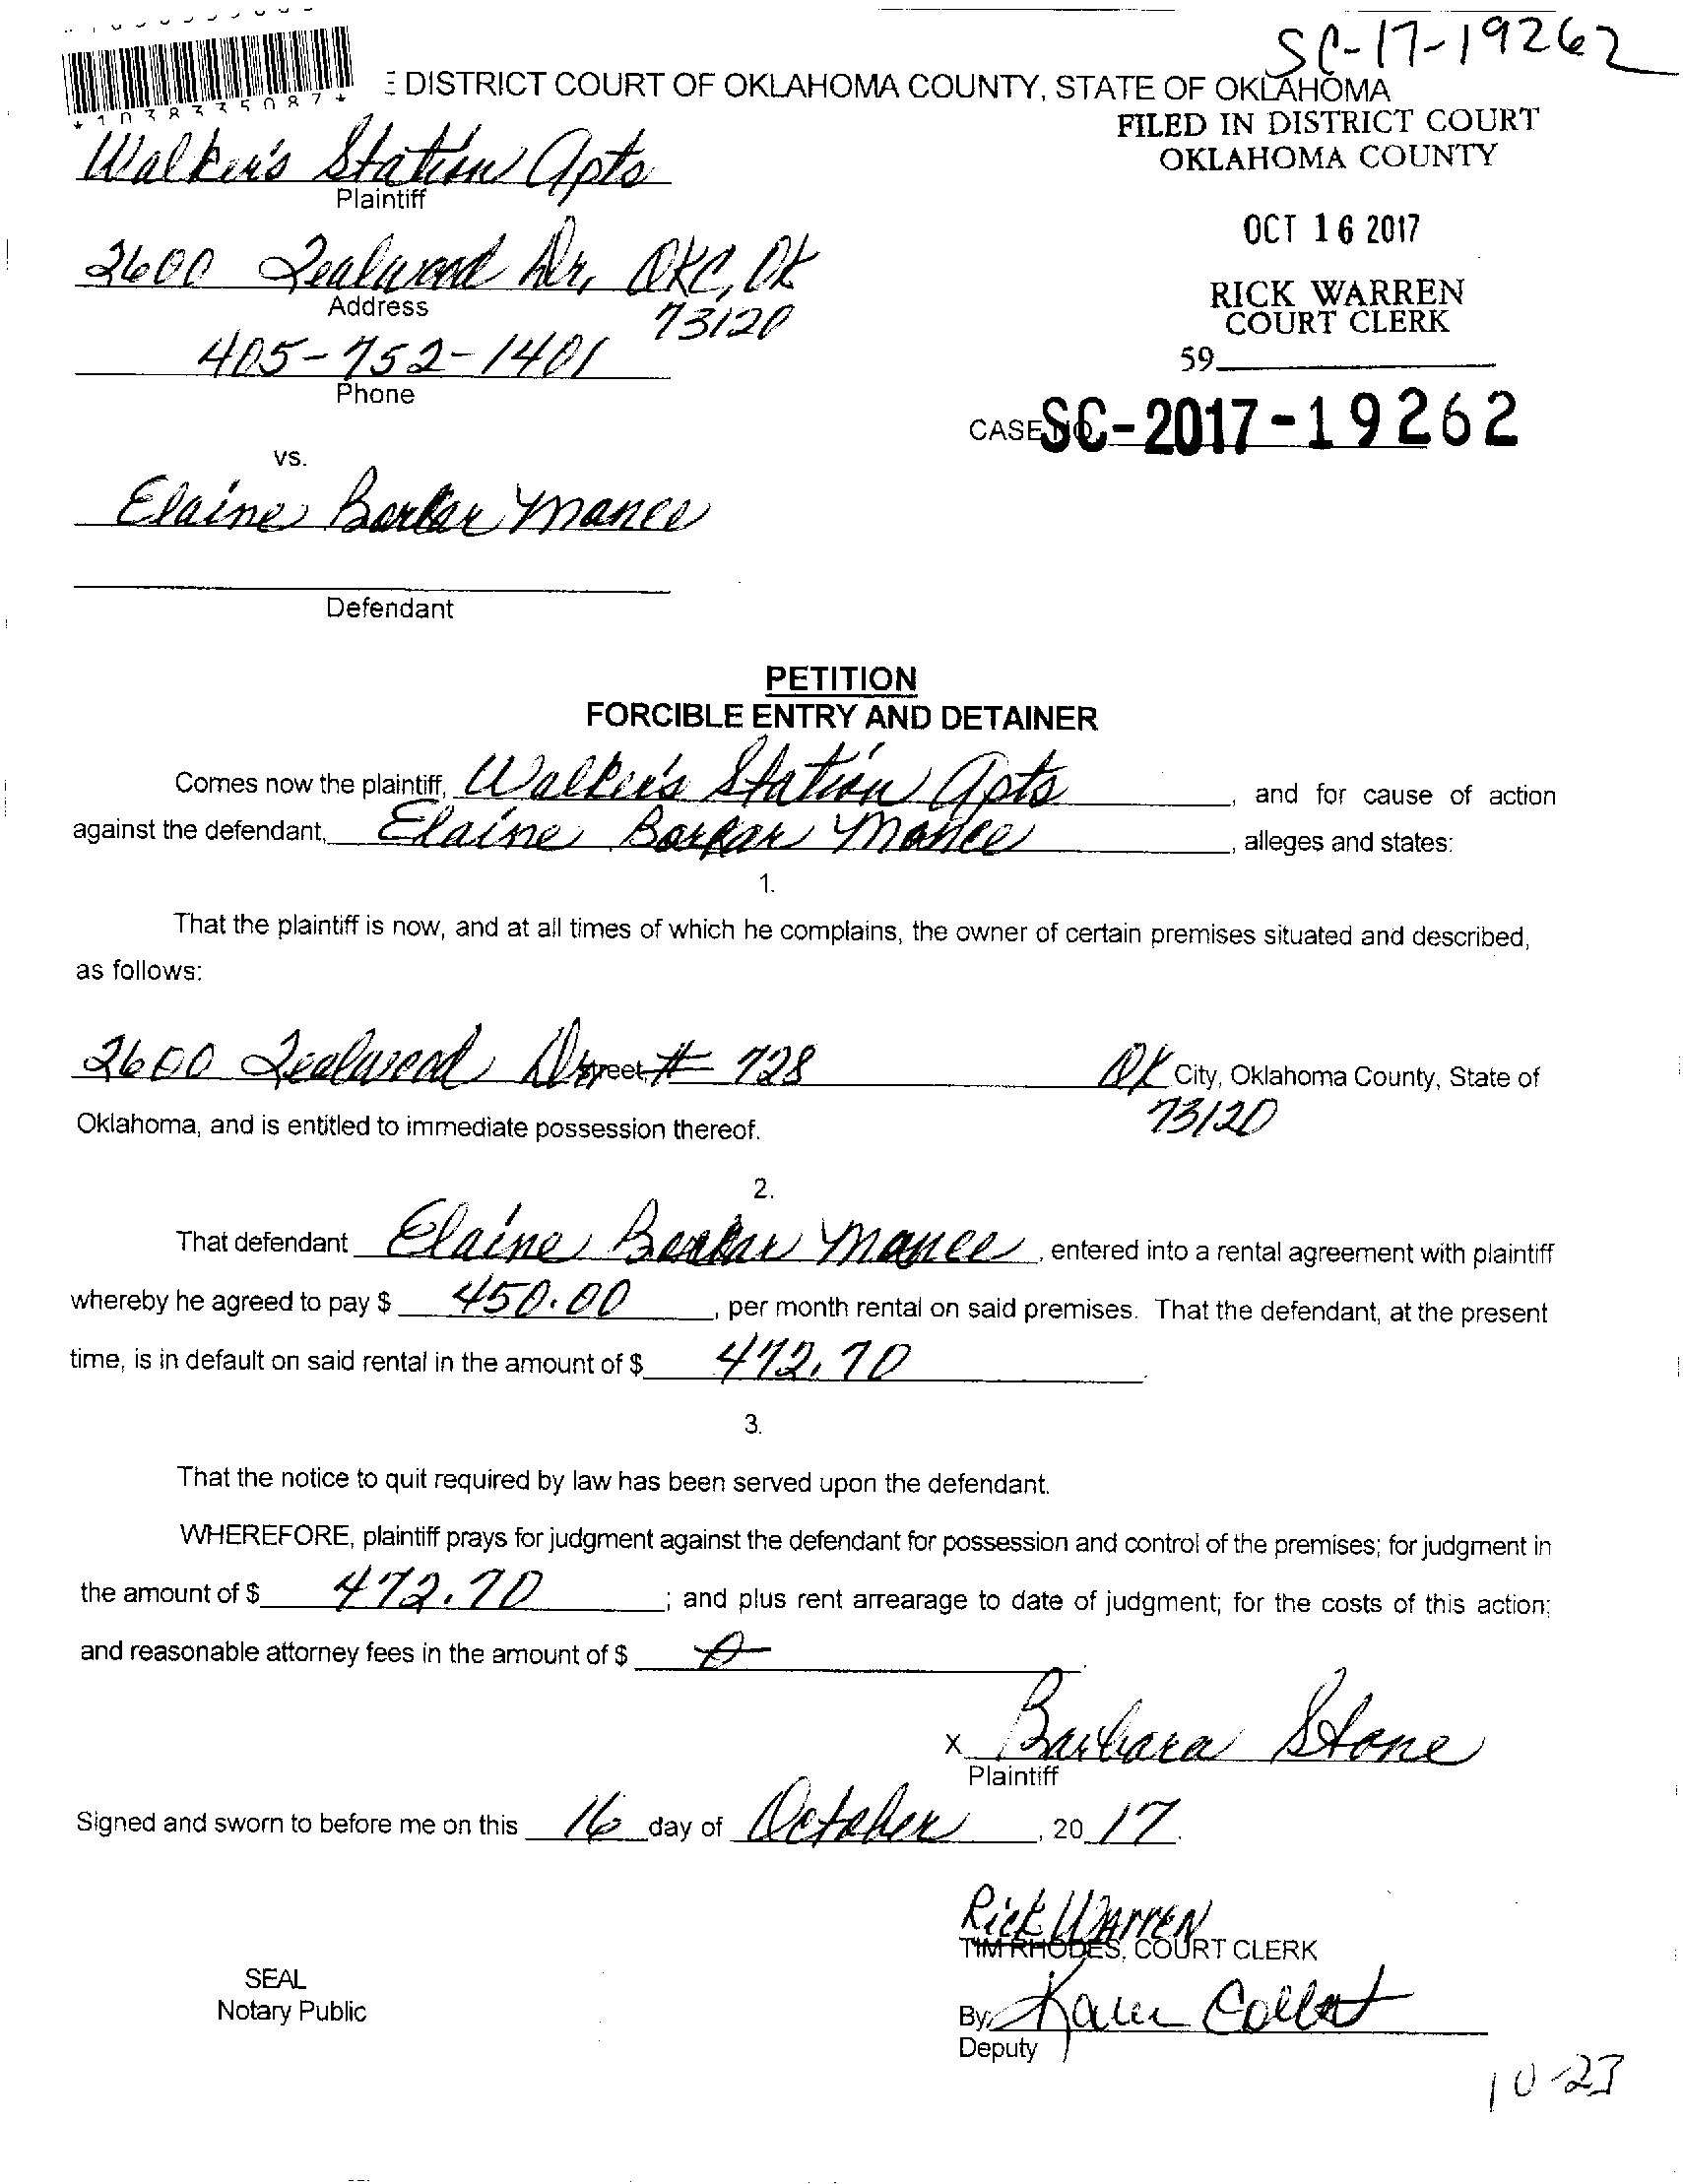 SC-17-19262
*1038335087*
E DISTRICT COURT OF OKLAHOMA COUNTY, STATE OF OKLAHOMA
FILED IN DISTRICT COURT
OKLAHOMA COUNTY
Walker's Station Apts
Plaintiff
OCT 16 2017
2600 Tealwood Dr, OKC, OK
Address
73120
RICK WARREN
COURT CLERK
405-752-1401
Phone
59
CASE NO. SC-2017-19262
vs.
Elaine Barkar Mance
Defendant
PETITION
FORCIBLE ENTRY AND DETAINER
Comes now the plaintiff, Walker's Station Apts, and for cause of action
against the defendant, Elaine Barkar Mance, alleges and states:
1.
That the plaintiff is now, and at all times of which he complains, the owner of certain premises situated and described,
as follows:
2600 Tealwood Dr Street, # 728 OK City, Oklahoma County, State of
73120
Oklahoma, and is entitled to immediate possession thereof.
2.
That defendant Elaine Barkar Mance, entered into a rental agreement with plaintiff
whereby he agreed to pay $ 450.00, per month rental on said premises. That the defendant, at the present
time, is in default on said rental in the amount of $ 472.70.
3.
That the notice to quit required by law has been served upon the defendant.
WHEREFORE, plaintiff prays for judgment against the defendant for possession and control of the premises; for judgment in
the amount of $ 472.70; and plus rent arrearage to date of judgment; for the costs of this action;
and reasonable attorney fees in the amount of $ 0.
x Barbara Stone
Plaintiff
Signed and sworn to before me on this 16 day of October, 20 17.
Rick Warren
TIM RHODES, COURT CLERK
SEAL
Notary Public
By Karen
Deputy
10-23